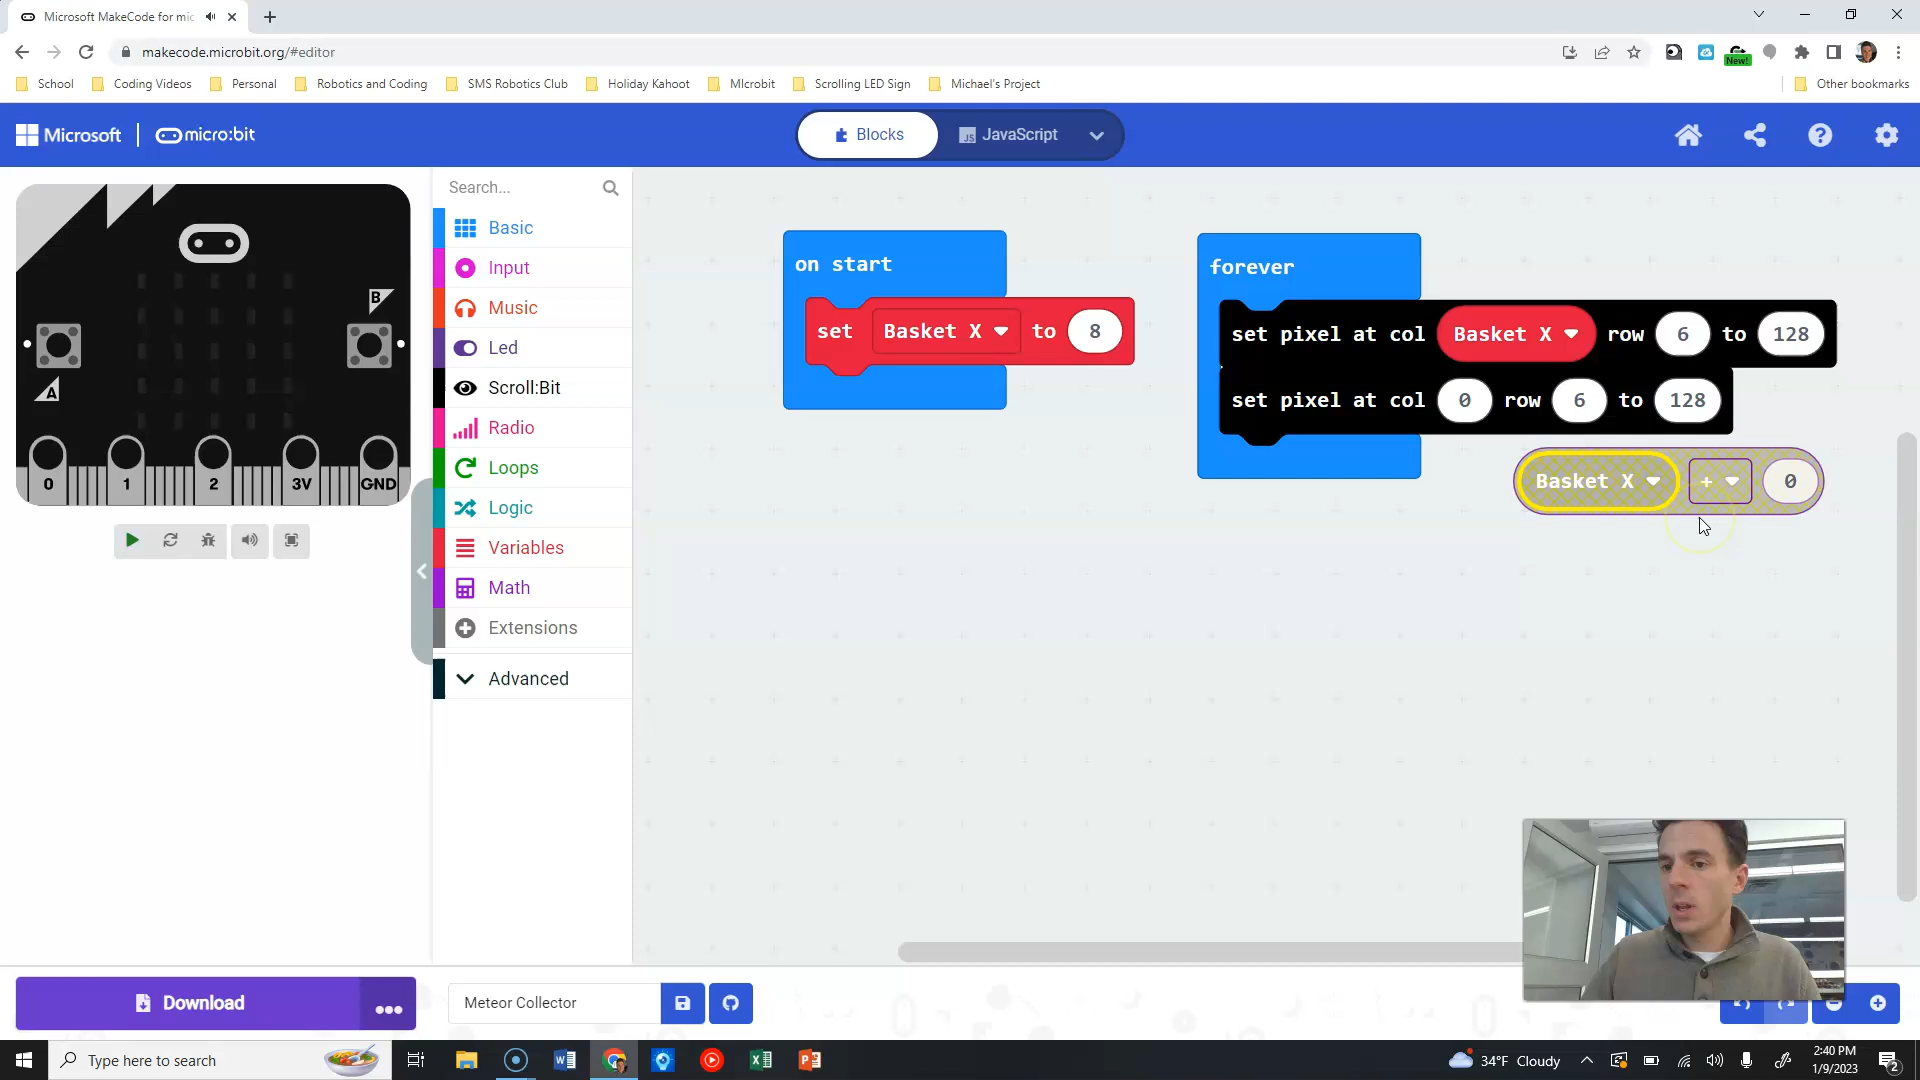 Microsoft MakeCode for mic
makecode.microbit.org/#editor
New!
School
Coding Videos
Personal
Robotics and Coding
SMS Robotics Club
Holiday Kahoot
MIcrobit
Scrolling LED Sign
Michael's Project
Other bookmarks
Microsoft
micro:bit
Blocks
JS JavaScript
Search...
Basic
Input
Music
Led
Scroll:Bit
Radio
Loops
Logic
Variables
Math
Extensions
Advanced
B
A
0 1 2 3V GND
on start
set Basket X to 8
forever
set pixel at col Basket X row 6 to 128
set pixel at col 0 row 6 to 128
Basket X + 0
Download
Meteor Collector
Type here to search
34°F Cloudy
2:40 PM
1/9/2023
2